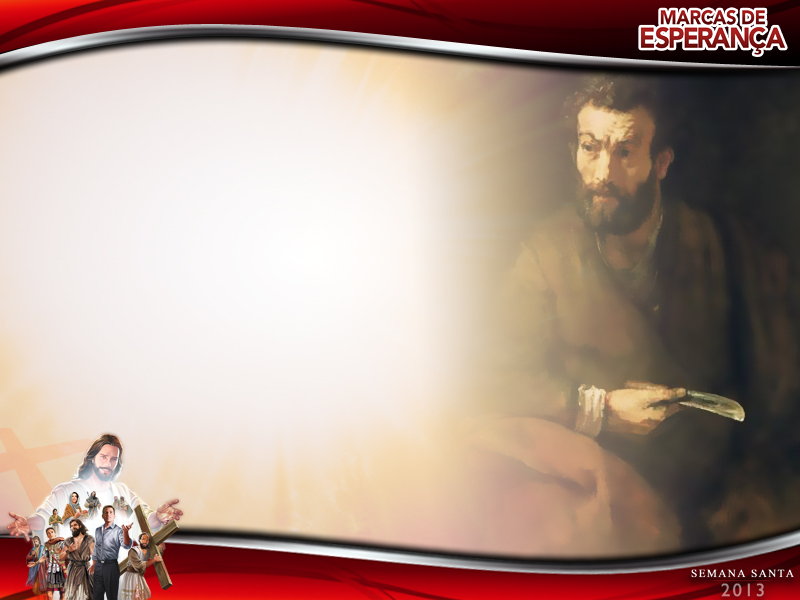 MARCAS DE
ESPERANÇA
SEMANA SANTA
2013